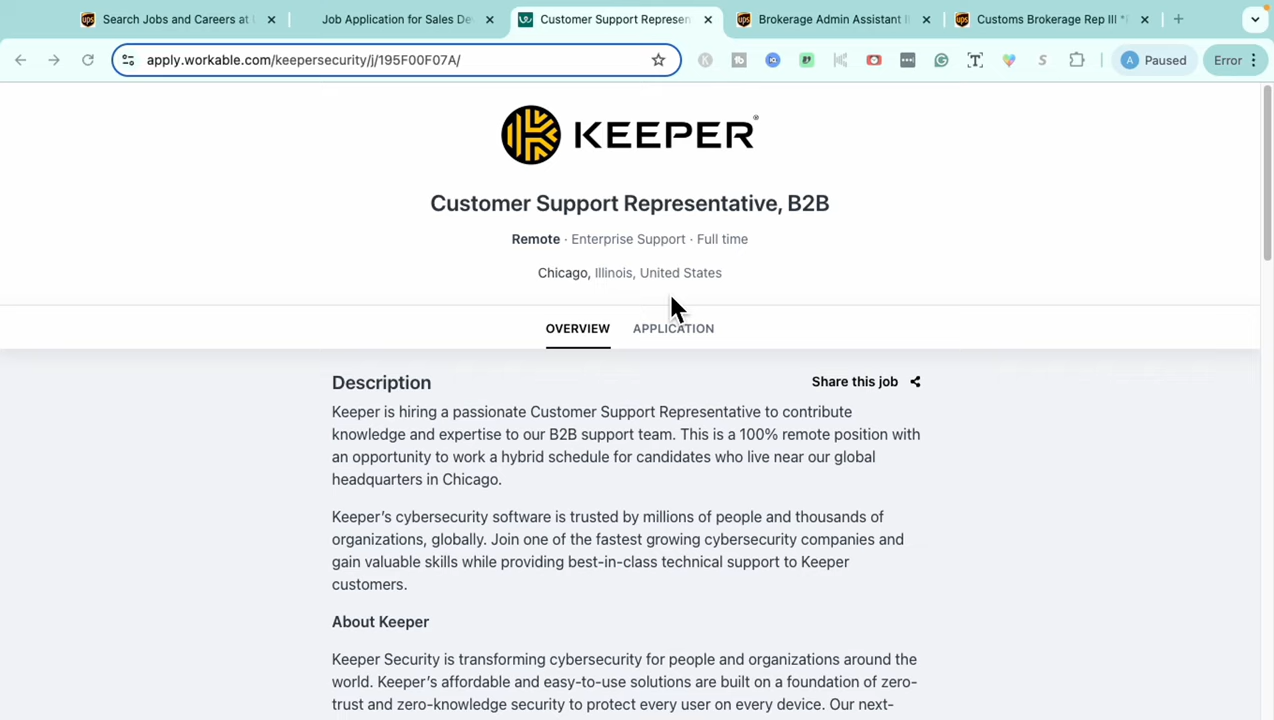 Search Jobs and Careers at
Job Application for Sales De
Customer Support Represen
Brokerage Admin Assistant
Customs Brokerage Rep III
apply.workable.com/keepersecurity/j/195F00F07A/
A Paused
Error
KEEPER
Customer Support Representative, B2B
Remote · Enterprise Support · Full time
Chicago, Illinois, United States
OVERVIEW
APPLICATION
Description
Share this job
Keeper is hiring a passionate Customer Support Representative to contribute
knowledge and expertise to our B2B support team. This is a 100% remote position with
an opportunity to work a hybrid schedule for candidates who live near our global
headquarters in Chicago.
Keeper’s cybersecurity software is trusted by millions of people and thousands of
organizations, globally. Join one of the fastest growing cybersecurity companies and
gain valuable skills while providing best-in-class technical support to Keeper
customers.
About Keeper
Keeper Security is transforming cybersecurity for people and organizations around the
world. Keeper’s affordable and easy-to-use solutions are built on a foundation of zero-
trust and zero-knowledge security to protect every user on every device. Our next-